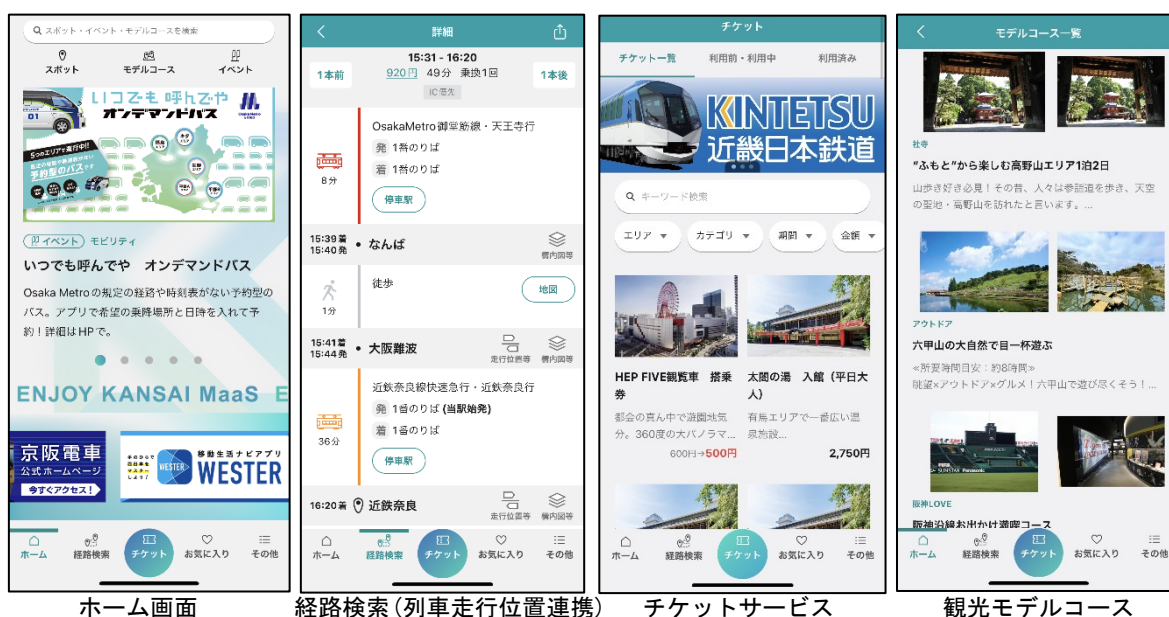 スポット・イベント・モデルコースを検索
スポット
モデルコース
イベント
いつでも 呼んでや
オンデマンドバス
OsakaMetro
01
5つのエリアで運行中!!
予約型のバスです
イベント モビリティ
いつでも呼んでや オンデマンドバス
Osaka Metroの規定の経路や時刻表がない予約型の
バス。アプリで希望の乗降場所と日時を入れて予
約！詳細はHPで。
ENJOY KANSAI MaaS E
京阪電車
公式ホームページ
今すぐアクセス！
WESTER
移動生活ナビアプリ
WESTER
ホーム
経路検索
チケット
お気に入り
その他
ホーム画面
詳細
1本前
15:31 - 16:20
920円 49分 乗換1回
IC優先
1本後
OsakaMetro御堂筋線・天王寺行
発 1番のりば
着 1番のりば
8分
停車駅
15:39着
15:40発
なんば
構内図等
徒歩
地図
1分
15:41着
15:44発
大阪難波
走行位置等
構内図等
近鉄奈良線快速急行・近鉄奈良行
発 1番のりば (当駅始発)
着 1番のりば
36分
停車駅
16:20着
近鉄奈良
走行位置等
構内図等
ホーム
経路検索
チケット
お気に入り
その他
経路検索（列車走行位置連携）
チケット
チケット一覧
利用前・利用中
利用済み
KINTETSU
近畿日本鉄道
キーワード検索
エリア
カテゴリ
期間
金額
HEP FIVE観覧車 搭乗
券
都会の真ん中で遊園地気
分。360度の大パノラマ...
600円→500円
太閤の湯 入館（平日大
人）
有馬エリアで一番広い温
泉施設...
2,750円
ホーム
経路検索
チケット
お気に入り
その他
チケットサービス
モデルコース一覧
社寺
“ふもと”から楽しむ高野山エリア1泊2日
山歩き好き必見！その昔、人々は参詣道を歩き、天空
の聖地・高野山を訪れたと言います。...
アウトドア
六甲山の大自然で目一杯遊ぶ
≪所要時間目安：約8時間≫
眺望×アウトドア×グルメ！六甲山で遊び尽くそう！...
阪神LOVE
阪神沿線お出かけ満喫コース
ホーム
経路検索
チケット
お気に入り
その他
観光モデルコース